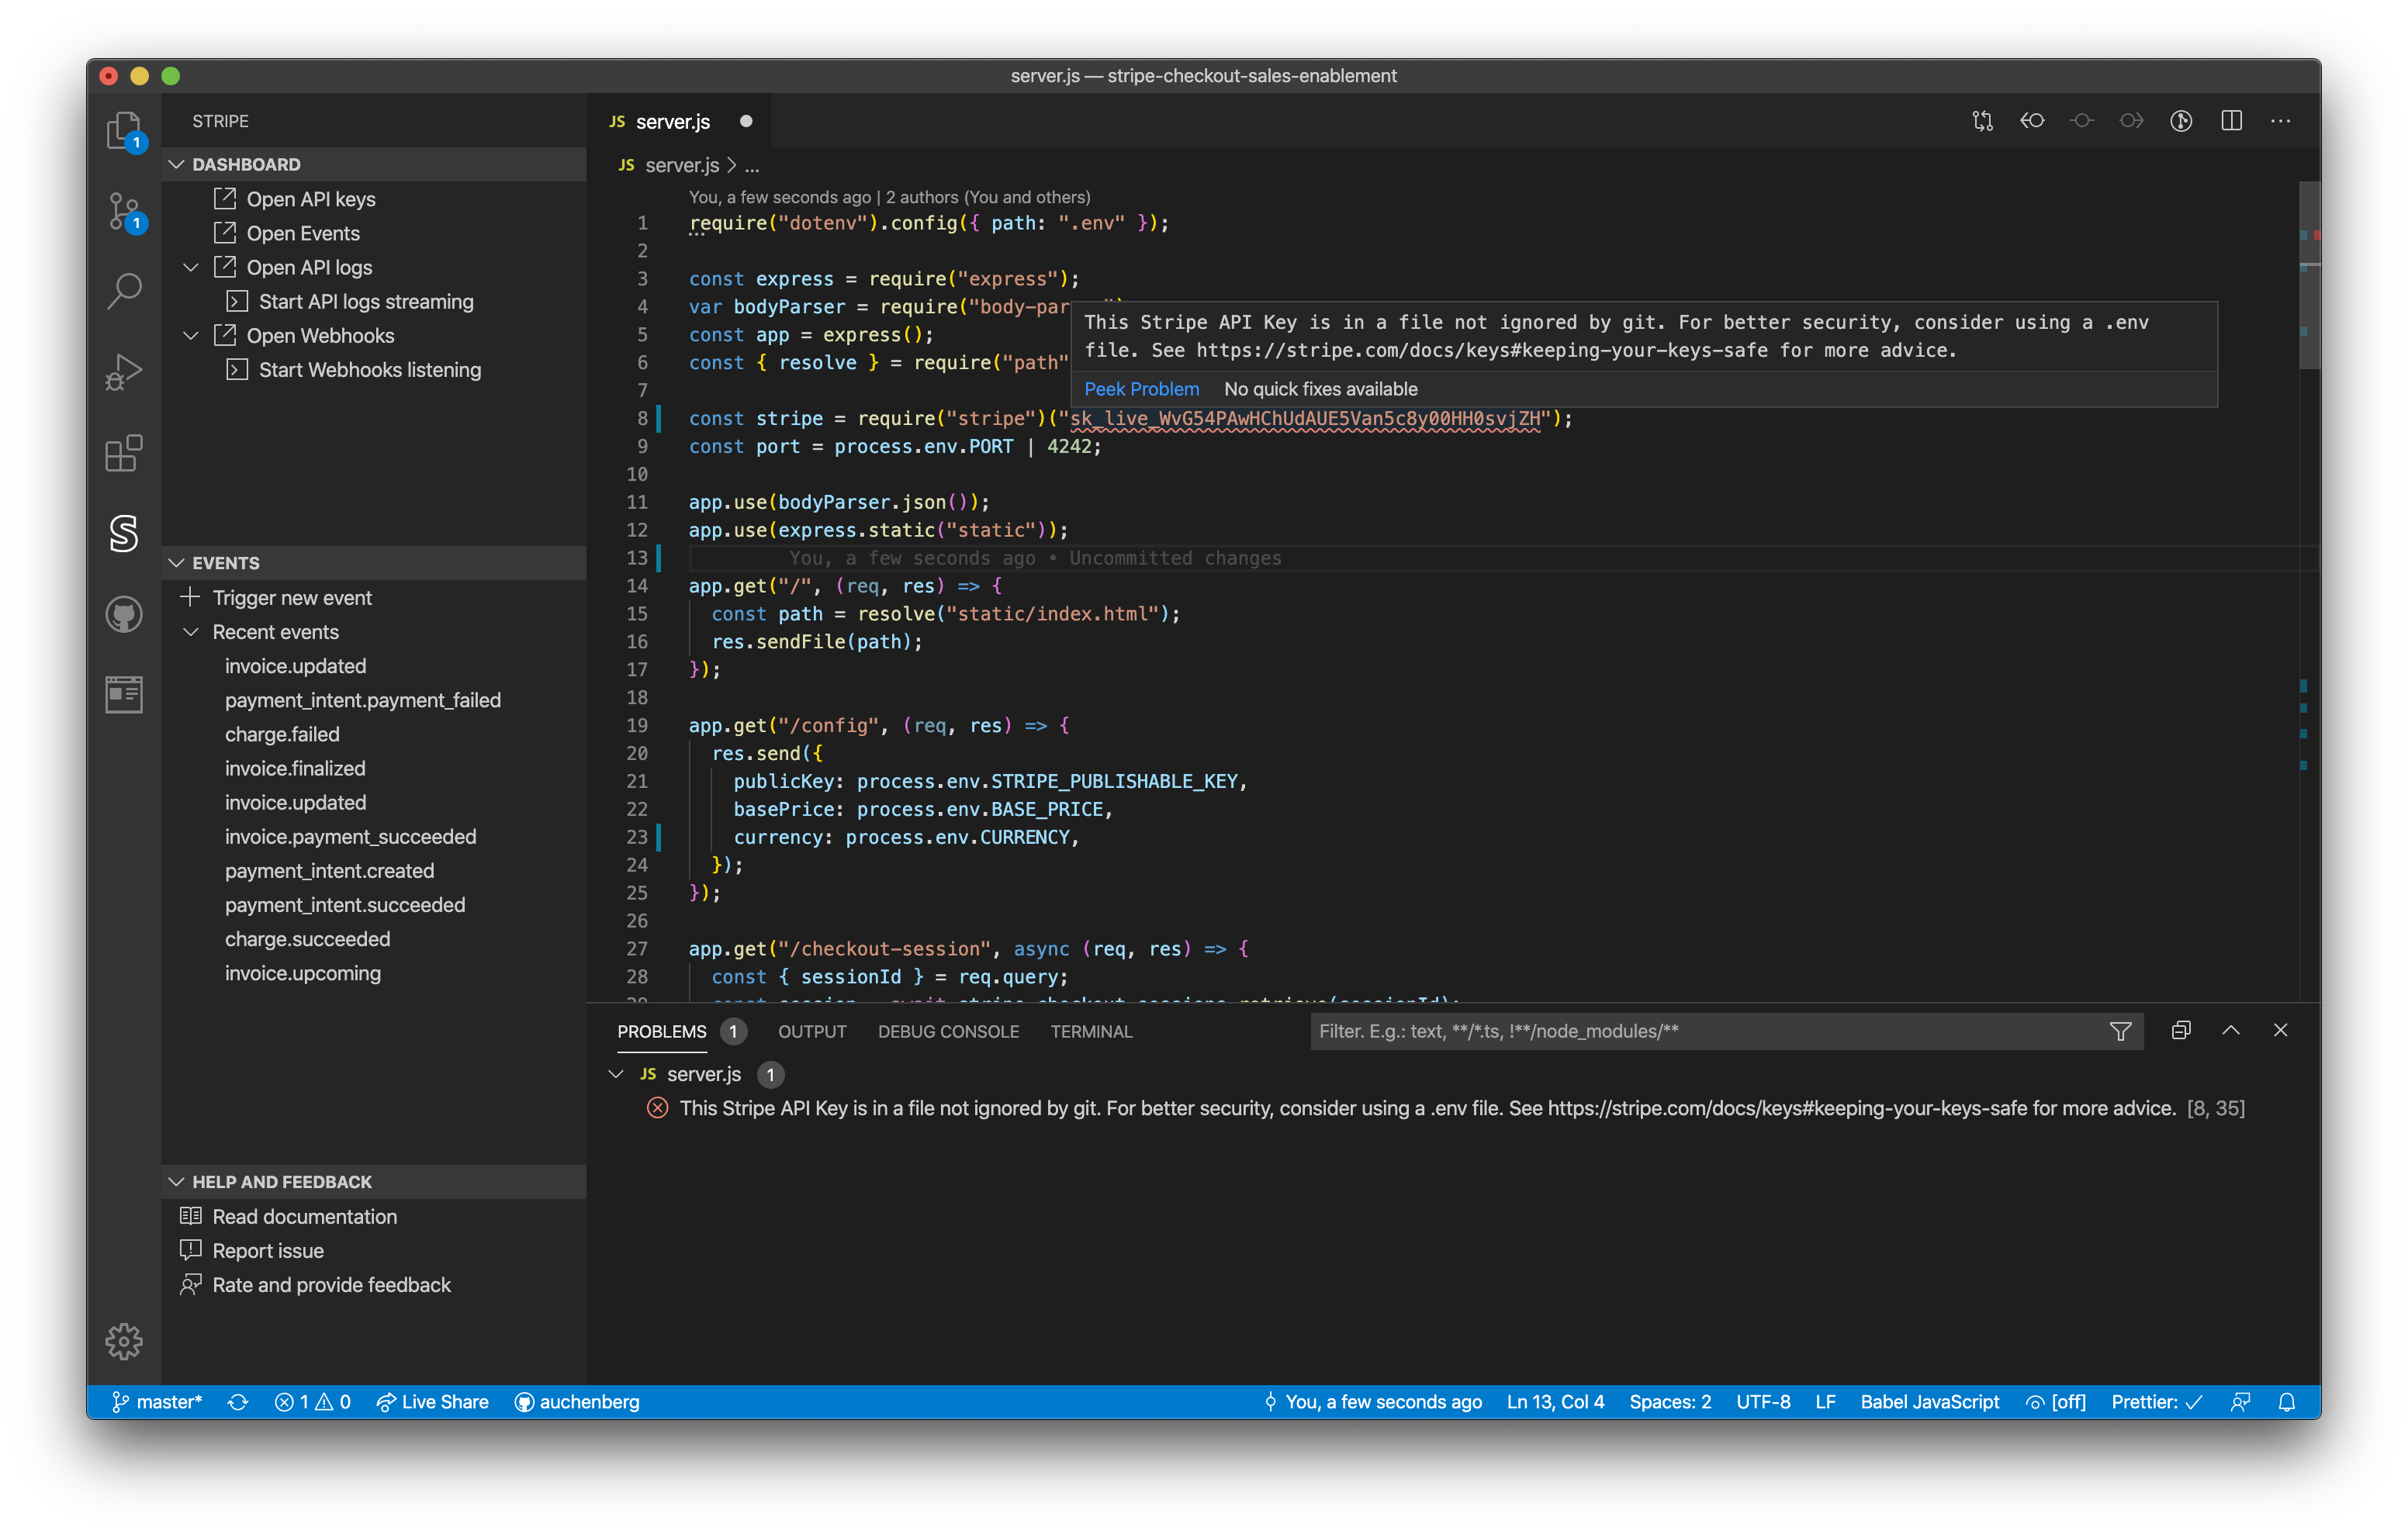 server.js — stripe-checkout-sales-enablement
1
1
STRIPE
DASHBOARD
Open API keys
Open Events
Open API logs
Start API logs streaming
Open Webhooks
Start Webhooks listening
EVENTS
Trigger new event
Recent events
invoice.updated
payment_intent.payment_failed
charge.failed
invoice.finalized
invoice.updated
invoice.payment_succeeded
payment_intent.created
payment_intent.succeeded
charge.succeeded
invoice.upcoming
HELP AND FEEDBACK
Read documentation
Report issue
Rate and provide feedback
JS server.js
JS server.js > ...
You, a few seconds ago | 2 authors (You and others)
1 require("dotenv").config({ path: ".env" });
2
3 const express = require("express");
4 var bodyParser = require("body-par
5 const app = express();
6 const { resolve } = require("path"
This Stripe API Key is in a file not ignored by git. For better security, consider using a .env
file. See https://stripe.com/docs/keys#keeping-your-keys-safe for more advice.
Peek Problem No quick fixes available
7
8 const stripe = require("stripe")("sk_live_WvG54PAwHChUdAUE5Van5c8y00HH0svjZH");
9 const port = process.env.PORT | 4242;
10
11 app.use(bodyParser.json());
12 app.use(express.static("static"));
13 You, a few seconds ago • Uncommitted changes
14 app.get("/", (req, res) => {
15 const path = resolve("static/index.html");
16 res.sendFile(path);
17 });
18
19 app.get("/config", (req, res) => {
20 res.send({
21 publicKey: process.env.STRIPE_PUBLISHABLE_KEY,
22 basePrice: process.env.BASE_PRICE,
23 currency: process.env.CURRENCY,
24 });
25 });
26
27 app.get("/checkout-session", async (req, res) => {
28 const { sessionId } = req.query;
29 const session = await stripe.checkout.sessions.retrieve(sessionId);
PROBLEMS 1 OUTPUT DEBUG CONSOLE TERMINAL Filter. E.g.: text, **/*.ts, !**/node_modules/**
JS server.js 1
This Stripe API Key is in a file not ignored by git. For better security, consider using a .env file. See https://stripe.com/docs/keys#keeping-your-keys-safe for more advice. [8, 35]
master* 1 0 Live Share auchenberg You, a few seconds ago Ln 13, Col 4 Spaces: 2 UTF-8 LF Babel JavaScript [off] Prettier: ✓